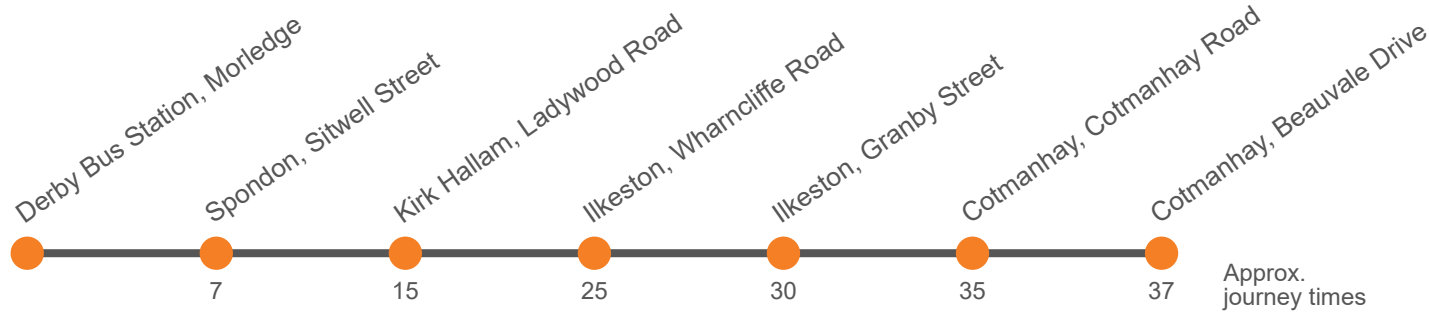 Derby Bus Station, Morledge
Spondon, Sitwell Street
Kirk Hallam, Ladywood Road
Ilkeston, Wharncliffe Road
Ilkeston, Granby Street
Cotmanhay, Cotmanhay Road
Cotmanhay, Beauvale Drive
7
15
25
30
35
37
Approx.
journey times